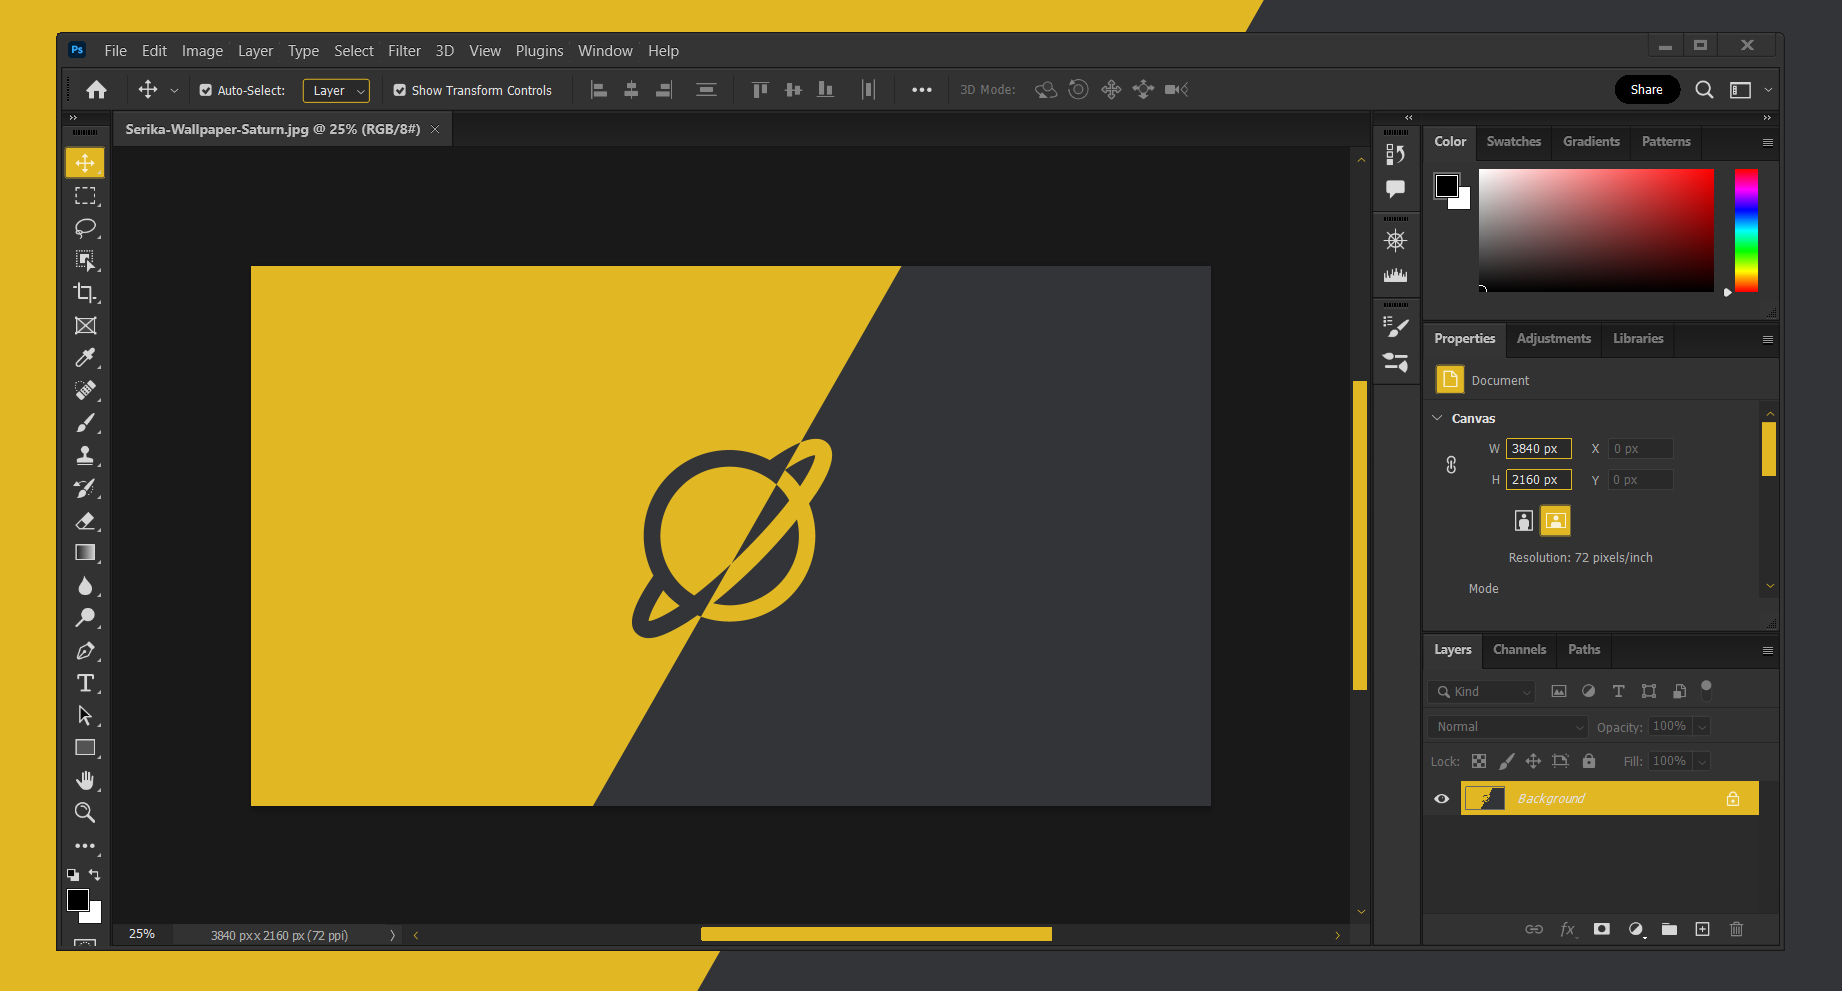 Ps File Edit Image Layer Type Select Filter 3D View Plugins Window Help
Auto-Select: Layer Show Transform Controls 3D Mode: Share
Serika-Wallpaper-Saturn.jpg @ 25% (RGB/8#)
Color Swatches Gradients Patterns
Properties Adjustments Libraries
Document
Canvas
W 3840 px X 0 px
H 2160 px Y 0 px
Resolution: 72 pixels/inch
Mode
Layers Channels Paths
Kind
Normal Opacity: 100%
Lock: Fill: 100%
Background
fx
25% 3840 px x 2160 px (72 ppi)